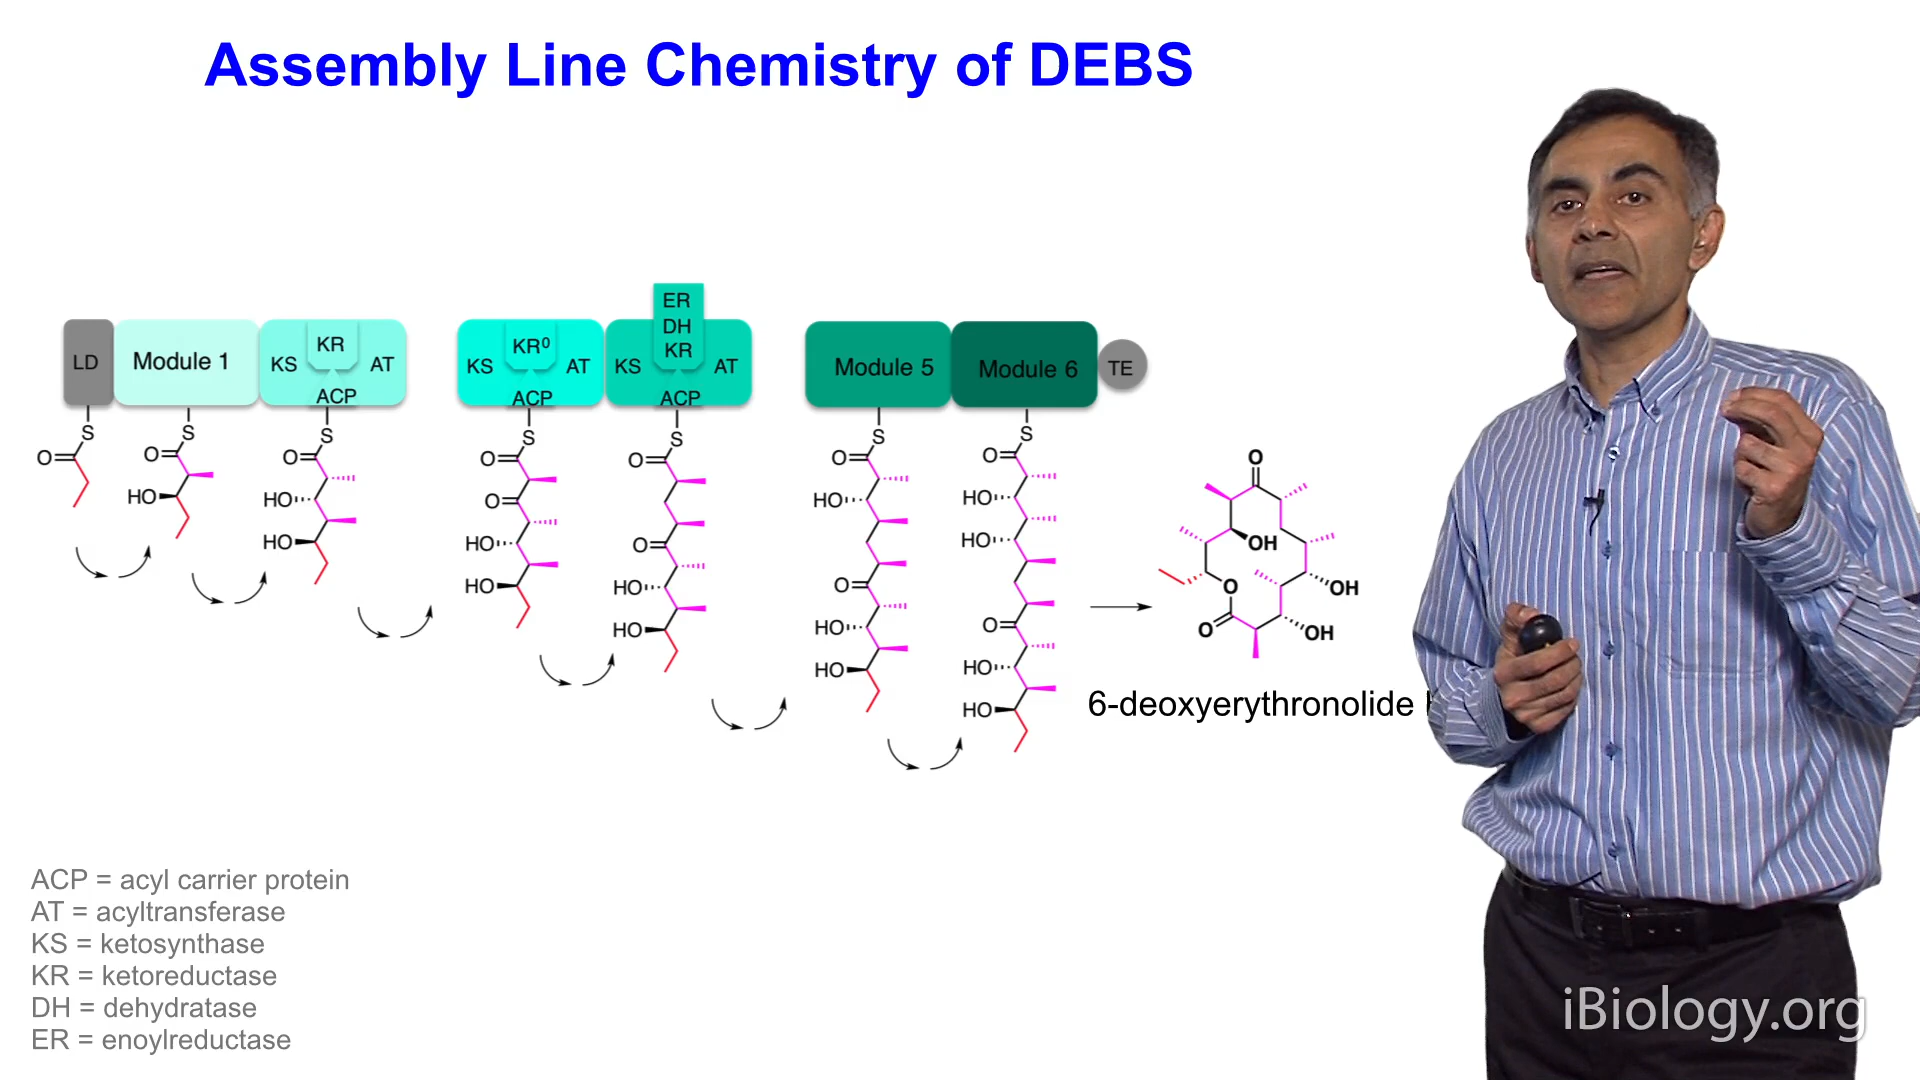 Assembly Line Chemistry of DEBS
LD
Module 1
KS
KR
AT
ACP
KS
KR⁰
AT
ACP
ER
DH
KR
KS
AT
ACP
Module 5
Module 6
TE
S
O
S
O
HO
S
O
HO
HO
S
O
O
HO
HO
S
O
O
HO
HO
S
O
HO
O
HO
HO
S
O
HO
HO
O
HO
HO
O
OH
O
O
OH
OH
6-deoxyerythronolide
ACP = acyl carrier protein
AT = acyltransferase
KS = ketosynthase
KR = ketoreductase
DH = dehydratase
ER = enoylreductase
iBiology.org